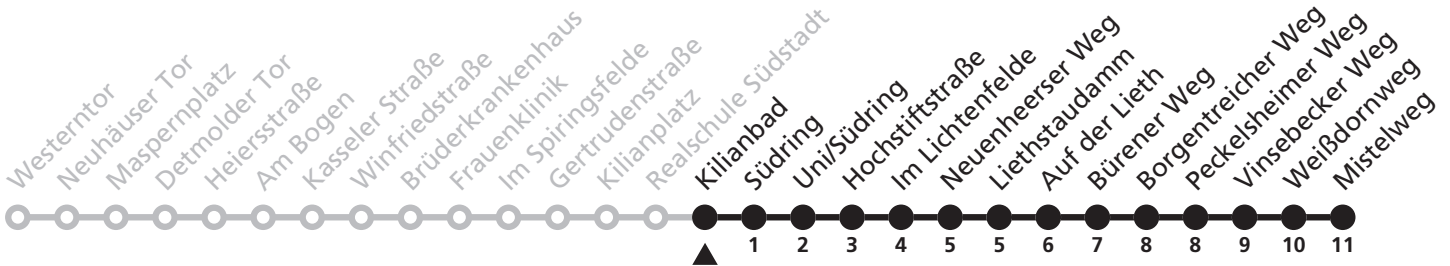 Westerntor
Neuhäuser Tor
Maspernplatz
Detmolder Tor
Heiersstraße
Am Bogen
Kasseler Straße
Winfriedstraße
Brüderkrankenhaus
Frauenklinik
Im Spiringsfelde
Gertrudenstraße
Kilianplatz
Realschule Südstadt
Kilianbad
Südring
Uni/Südring
Hochstiftstraße
Im Lichtenfelde
Neuenheerser Weg
Liethstaudamm
Auf der Lieth
Bürener Weg
Borgentreicher Weg
Peckelsheimer Weg
Vinsebecker Weg
Weißdornweg
Mistelweg
1 2 3 4 5 5 6 7 8 8 9 10 11